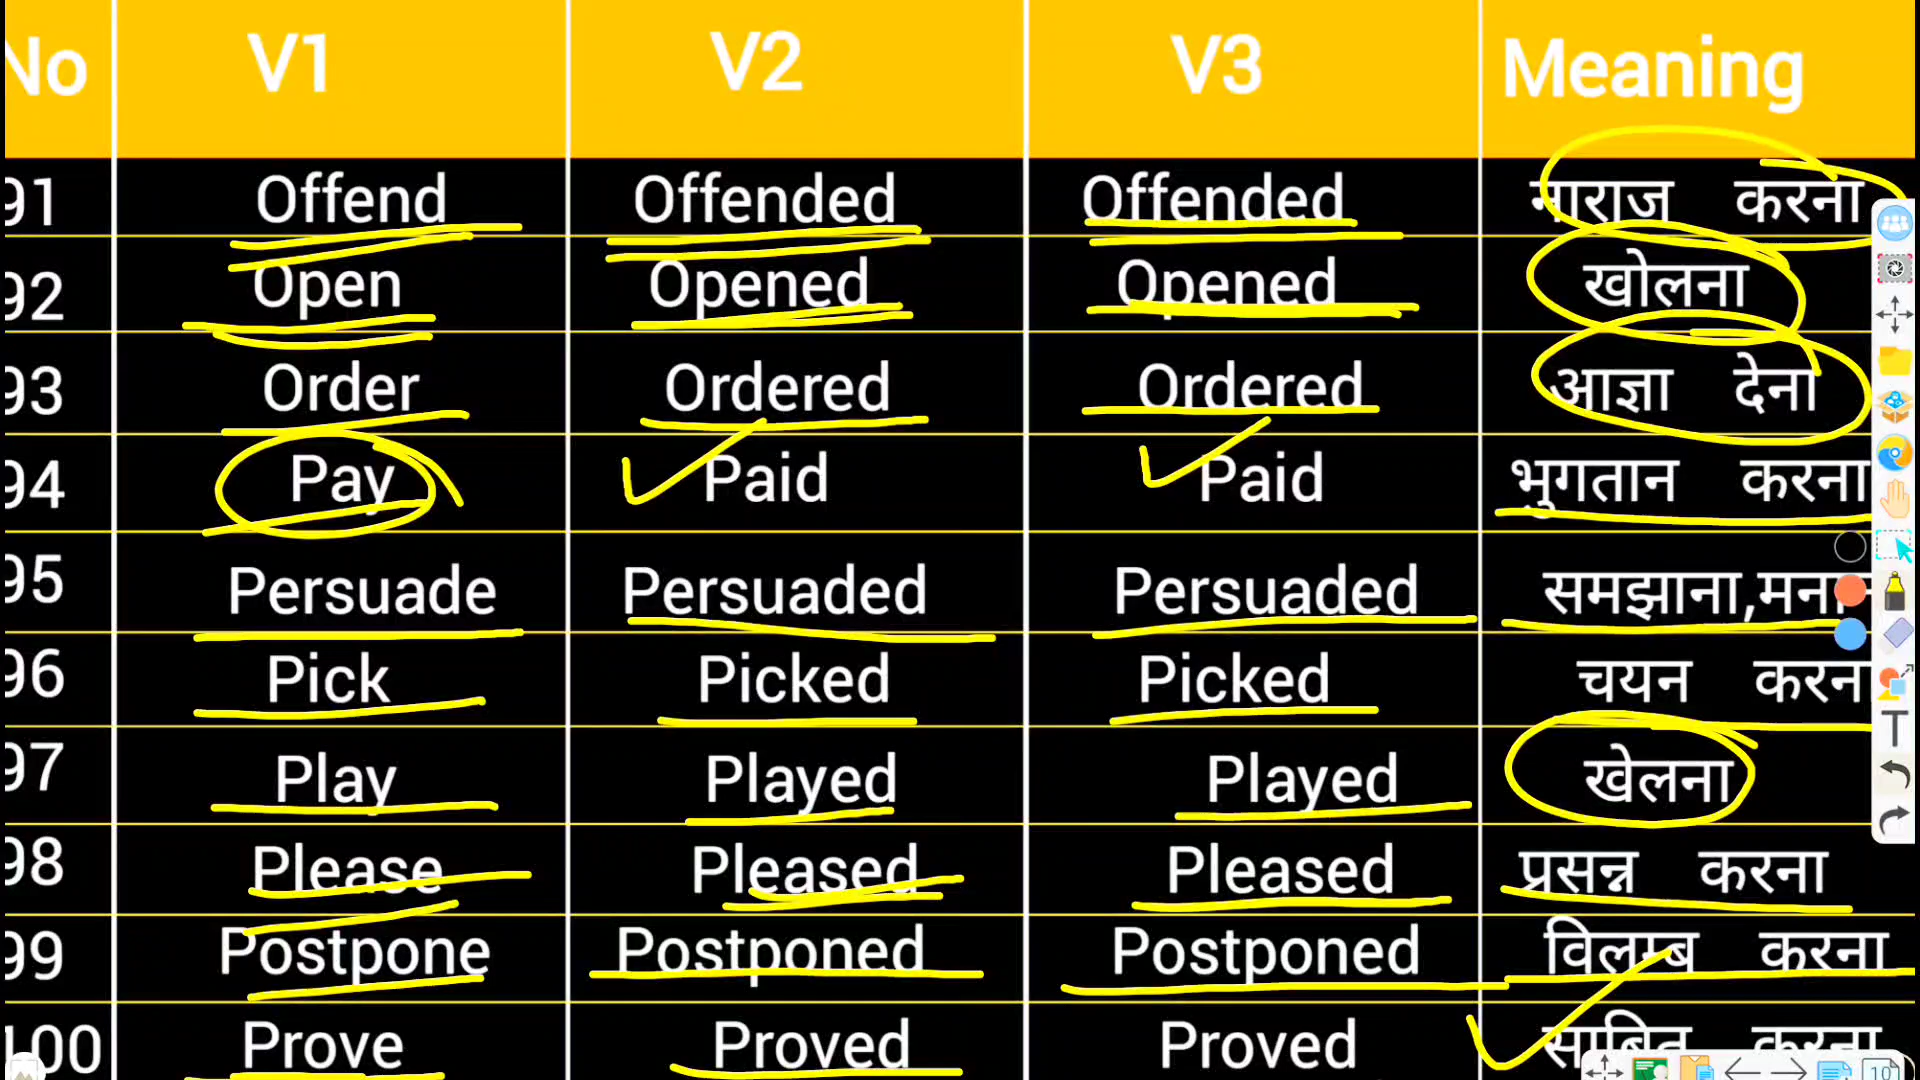 No V1 V2 V3 Meaning
91 Offend Offended Offended नाराज करना
92 Open Opened Opened खोलना
93 Order Ordered Ordered आज्ञा देना
94 Pay Paid Paid भुगतान करना
95 Persuade Persuaded Persuaded समझाना,मना
96 Pick Picked Picked चयन करन
97 Play Played Played खेलना
98 Please Pleased Pleased प्रसन्न करना
99 Postpone Postponed Postponed विलम्ब करना
100 Prove Proved Proved साबित करना
T
10